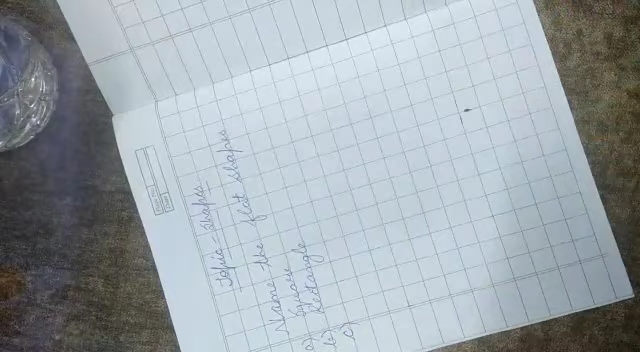 Topic - Shapes.
Name the flat shapes
a) Square
b) Rectangle
c)